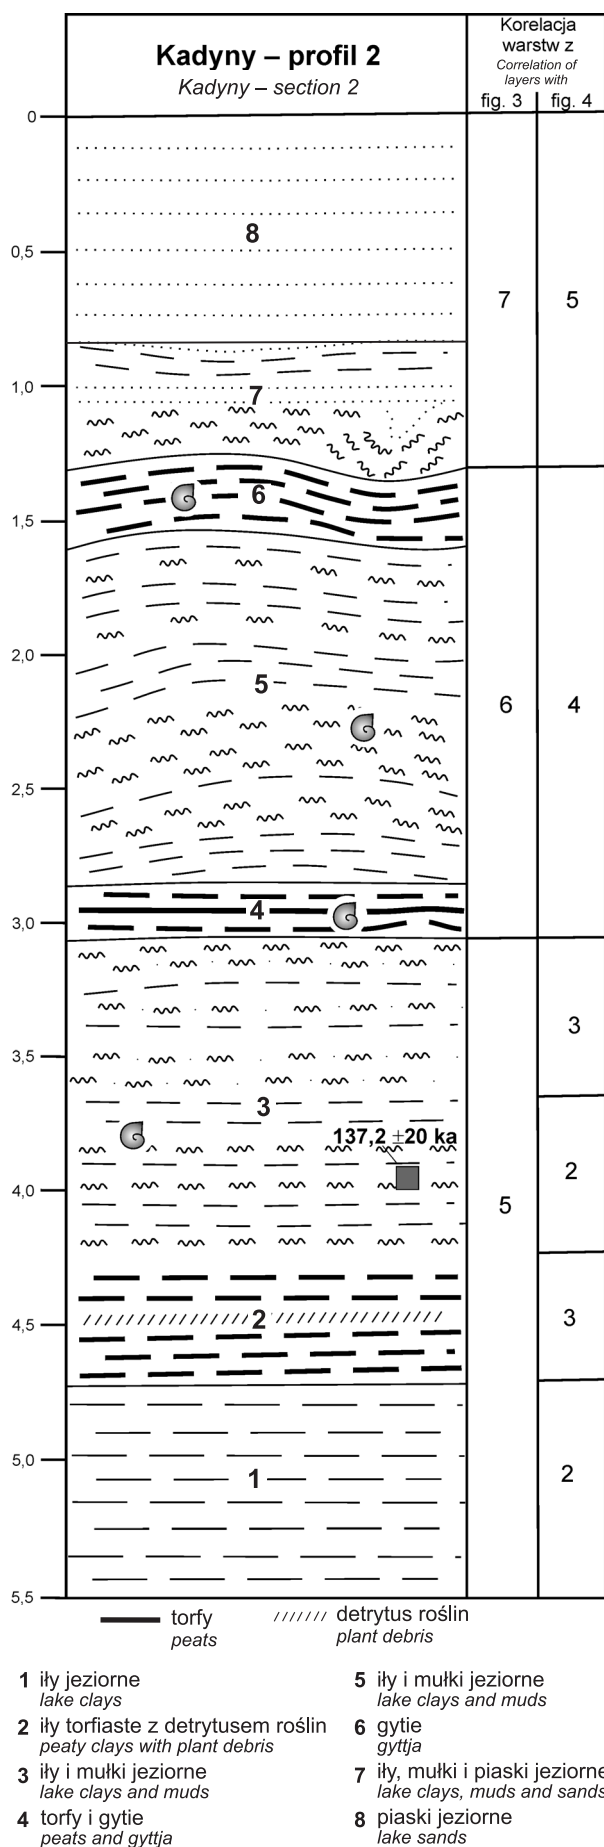 Kadyny – profil 2
Kadyny – section 2
Korelacja
warstw z
Correlation of
layers with
fig. 3
fig. 4
0
8
0,5
7
5
7
1,0
6
1,5
2,0
5
6
4
2,5
4
3,0
3
3,5
3
137,2 ±20 ka
2
4,0
5
2
3
4,5
5,0
1
2
5,5
torfy
peats
detrytus roślin
plant debris
1 iły jeziorne
lake clays
2 iły torfiaste z detrytusem roślin
peaty clays with plant debris
3 iły i mułki jeziorne
lake clays and muds
4 torfy i gytie
peats and gyttja
5 iły i mułki jeziorne
lake clays and muds
6 gytie
gyttja
7 iły, mułki i piaski jeziorne
lake clays, muds and sands
8 piaski jeziorne
lake sands